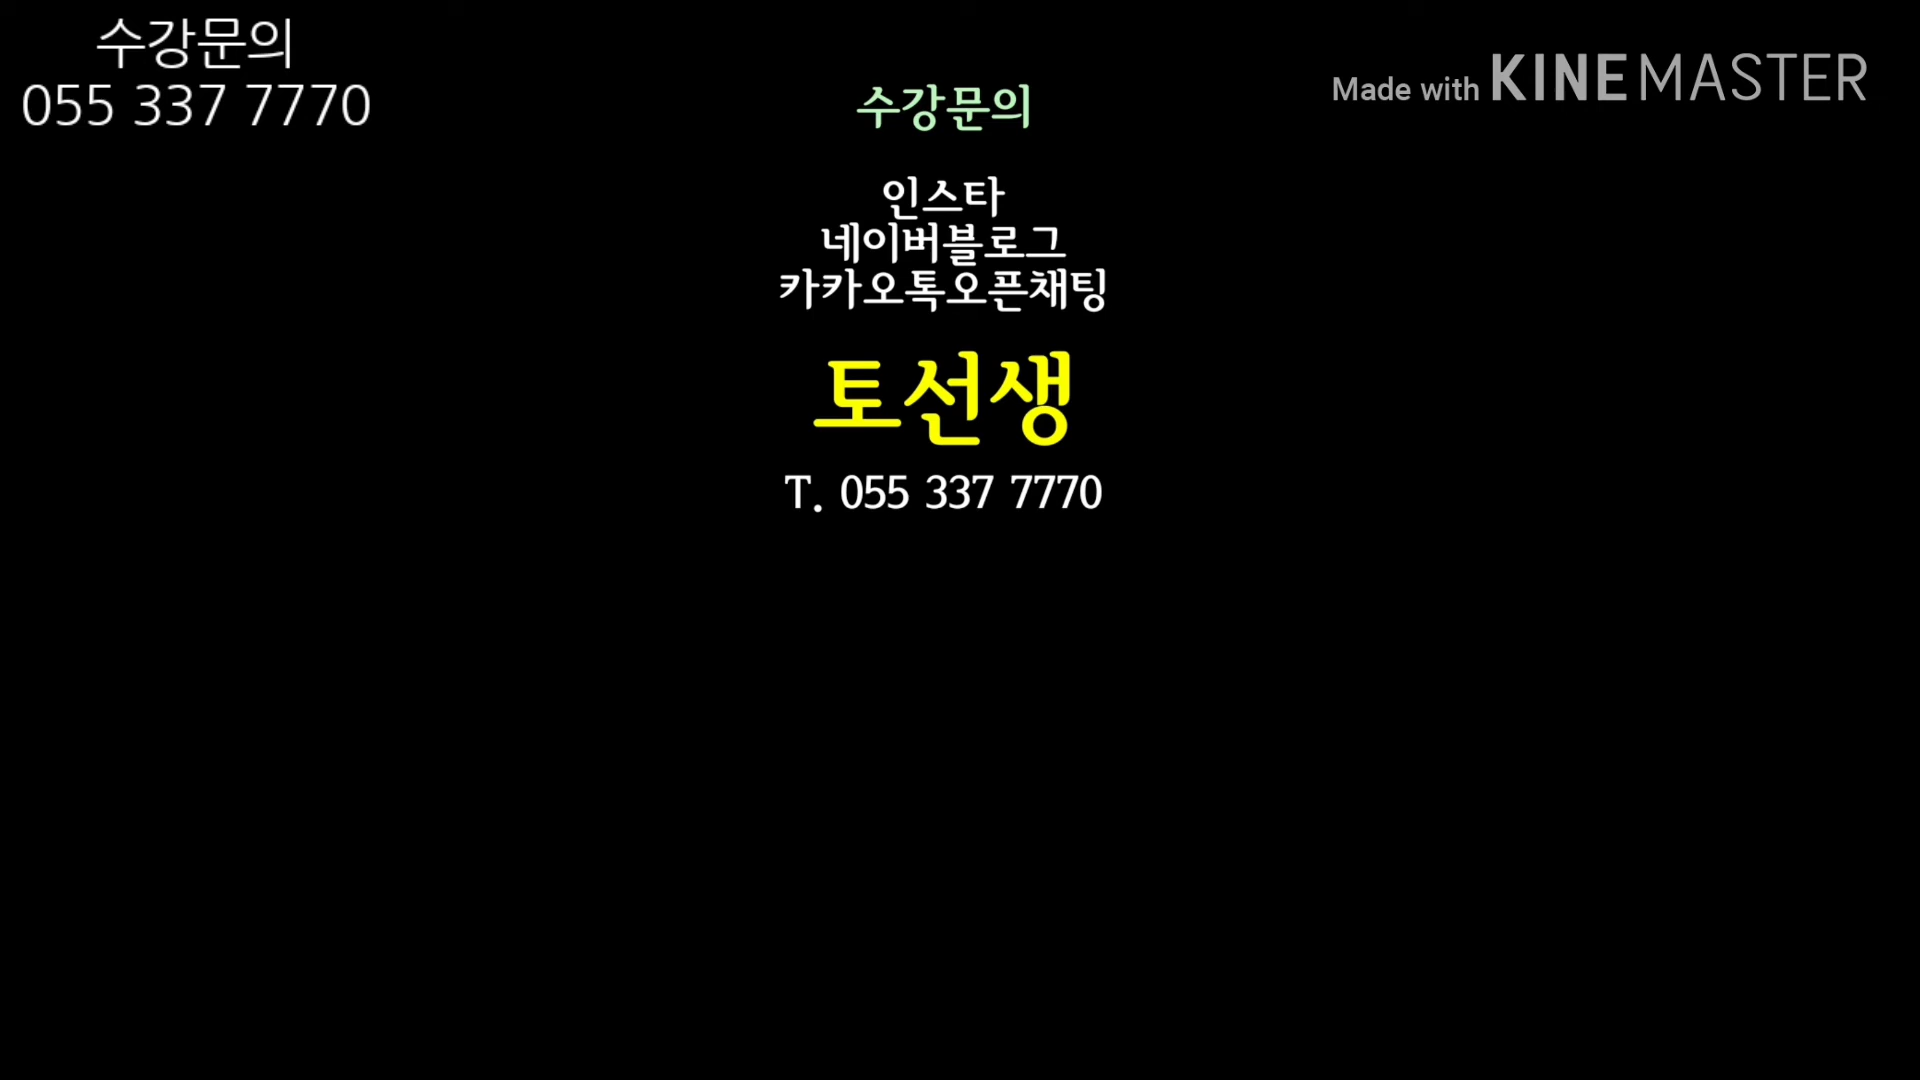 수강문의
055 337 7770
Made with KINEMASTER
수강문의
인스타
네이버블로그
카카오톡오픈채팅
토선생
T. 055 337 7770